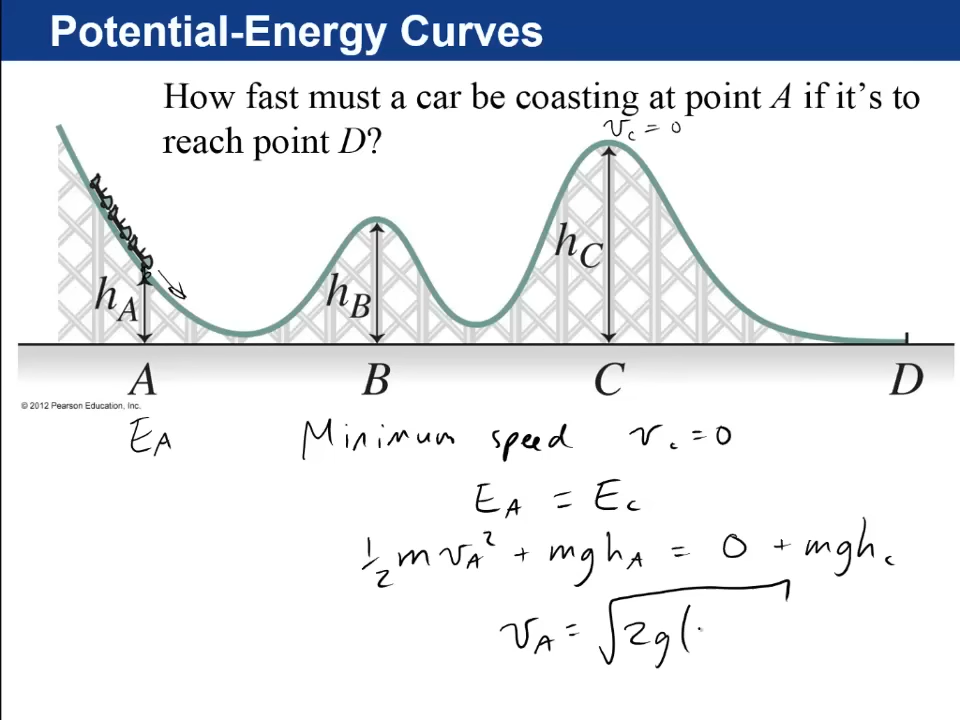 Potential-Energy Curves
How fast must a car be coasting at point A if it's to
reach point D?
v_c = 0
h_A
h_B
h_C
A
B
C
D
© 2012 Pearson Education, Inc.
E_A
Minimum speed v_c = 0
E_A = E_c
1/2 m v_A² + mgh_A = 0 + mgh_c
v_A = √2g(